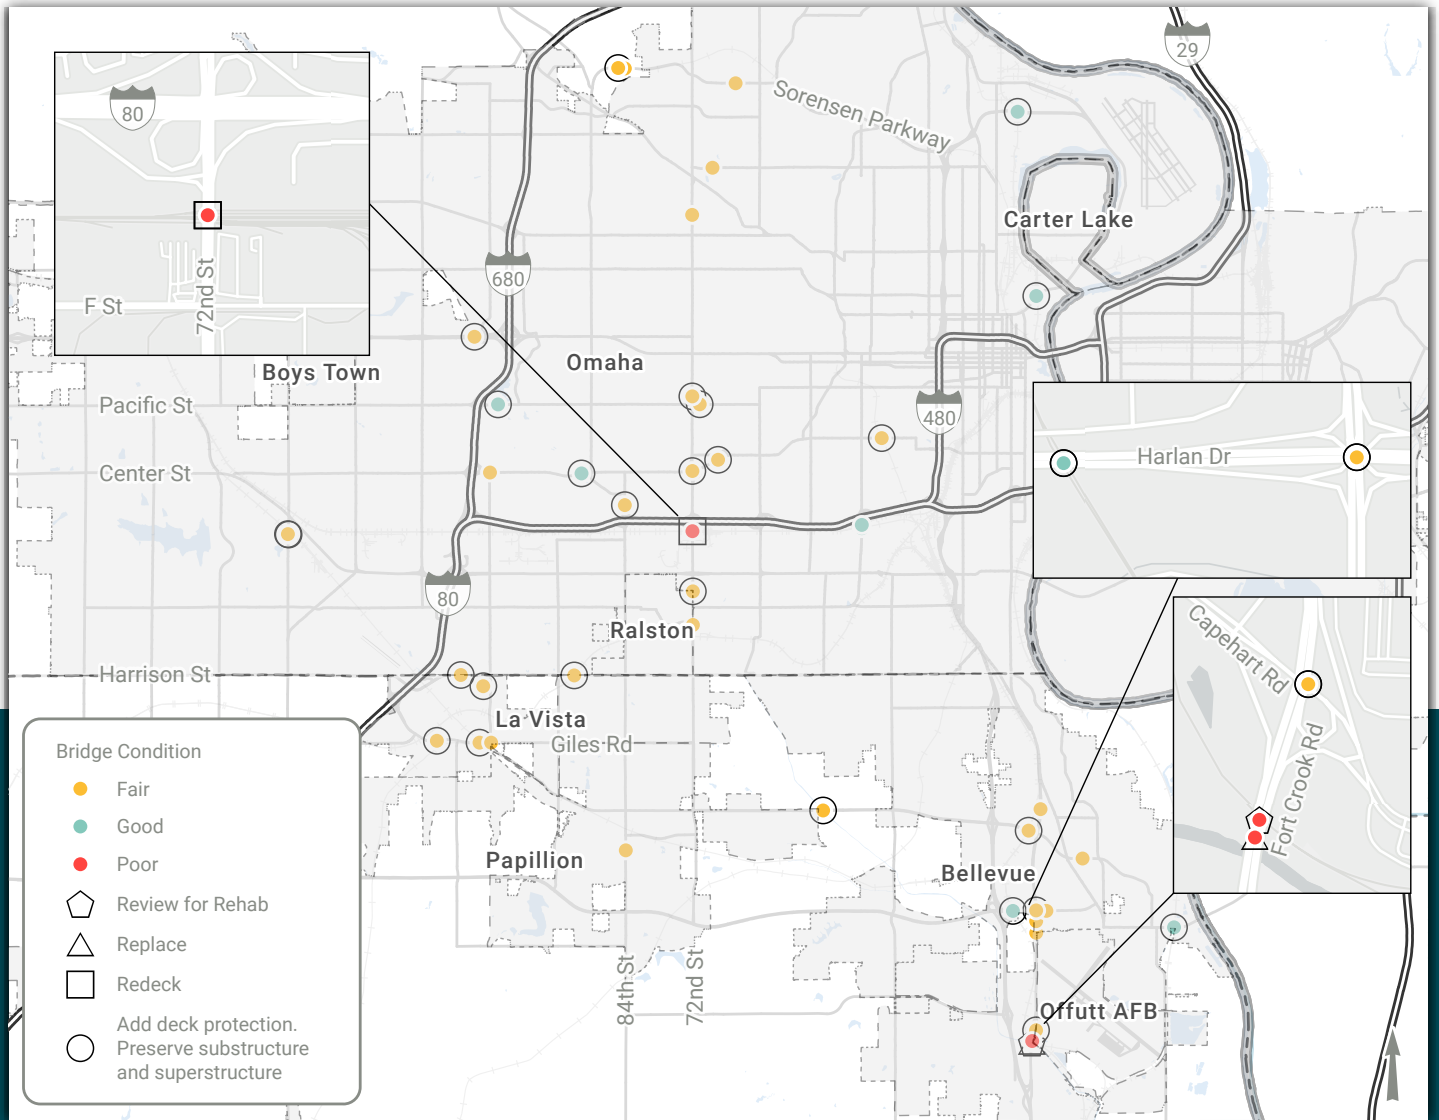 29
80
Sorensen Parkway
Carter Lake
680
72nd St
F St
Omaha
Boys Town
Pacific St
480
Harlan Dr
Center St
80
Capehart Rd
Ralston
Harrison St
La Vista
Giles Rd
Fort Crook Rd
Bridge Condition
Fair
Good
Poor
Review for Rehab
Replace
Redeck
Add deck protection.
Preserve substructure
and superstructure
Papillion
Bellevue
84th St
72nd St
Offutt AFB